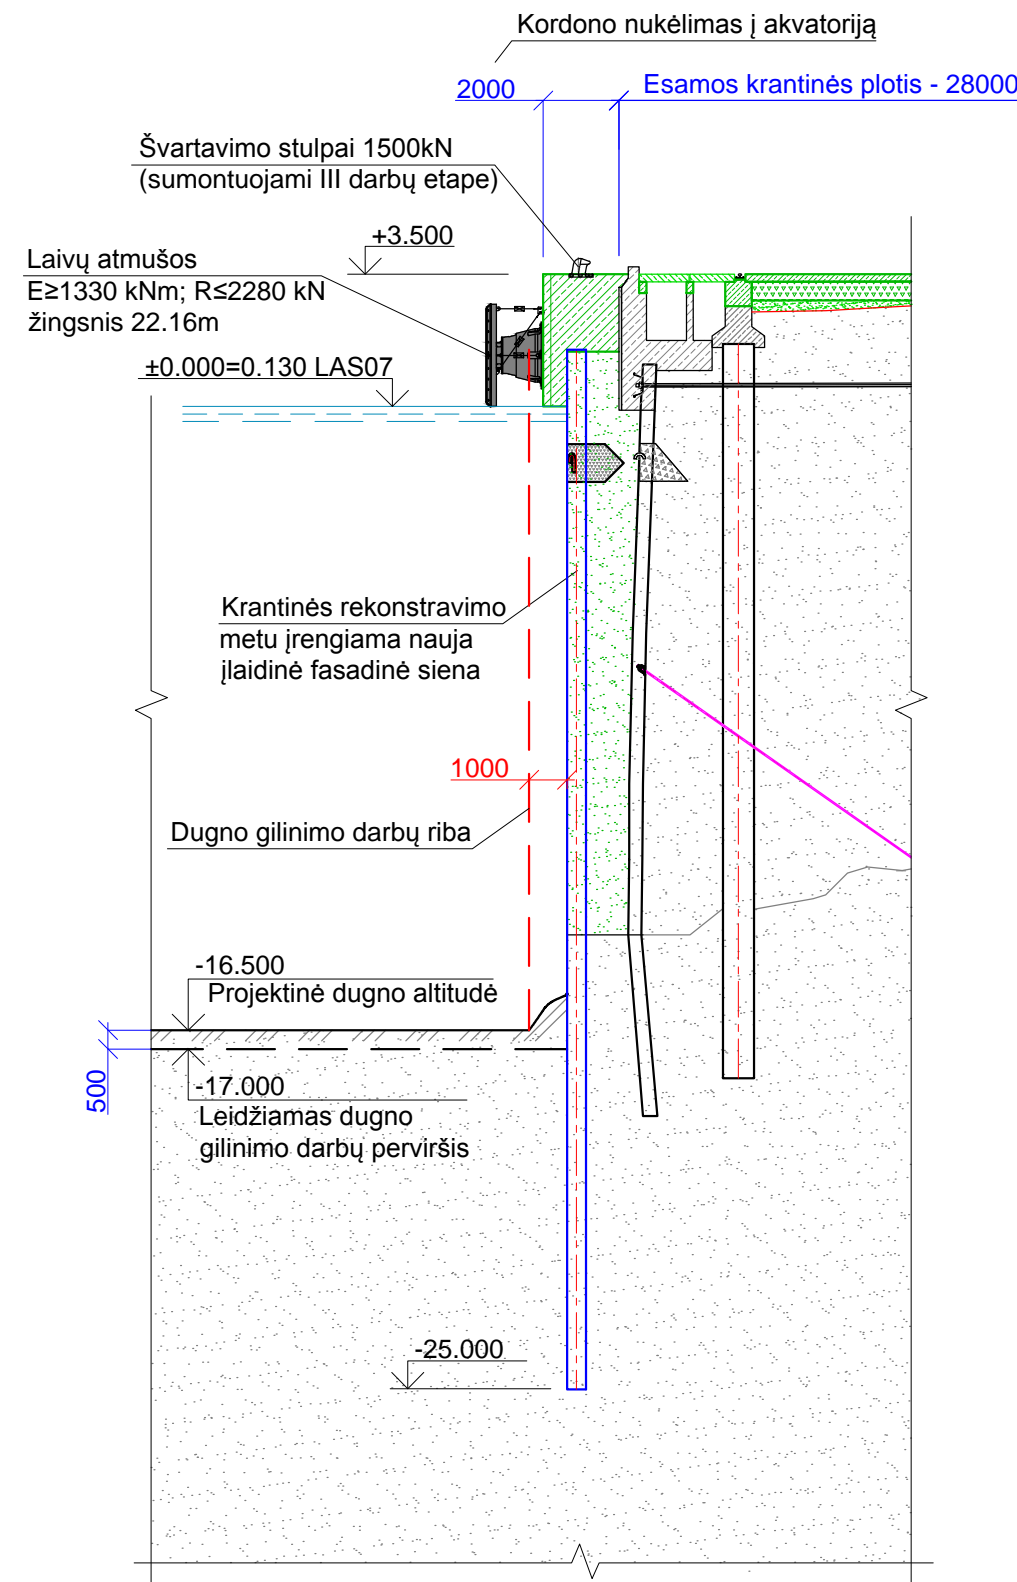 Kordono nukėlimas į akvatoriją
2000
Esamos krantinės plotis - 28000
Švartavimo stulpai 1500kN
(sumontuojami III darbų etape)
+3.500
Laivų atmušos
E≥1330 kNm; R≤2280 kN
žingsnis 22.16m
±0.000=0.130 LAS07
Krantinės rekonstravimo
metu įrengiama nauja
įlaidinė fasadinė siena
1000
Dugno gilinimo darbų riba
-16.500
Projektinė dugno altitudė
500
-17.000
Leidžiamas dugno
gilinimo darbų perviršis
-25.000